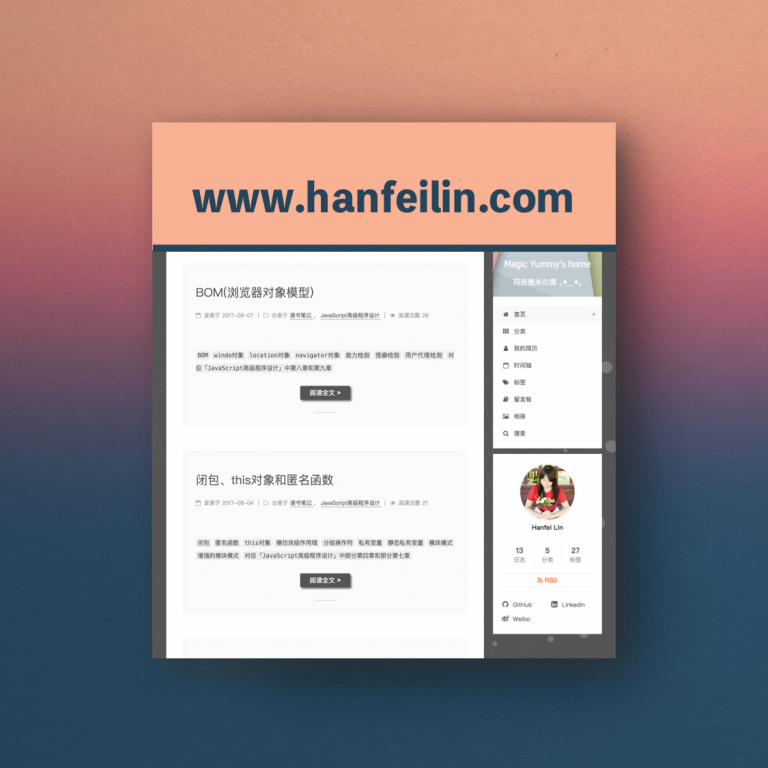 www.hanfeilin.com
BOM(浏览器对象模型)
发表于 2017-08-07 | 分类于 读书笔记 , JavaScript高级程序设计 | 阅读次数 28
BOM windo对象 location对象 navigator对象 能力检测 怪癖检测 用户代理检测 对
应「JavaScript高级程序设计」中第八章和第九章
阅读全文 »
闭包、this对象和匿名函数
发表于 2017-08-04 | 分类于 读书笔记 , JavaScript高级程序设计 | 阅读次数 21
闭包 匿名函数 this对象 模仿块级作用域 分组操作符 私有变量 静态私有变量 模块模式
增强的模块模式 对应「JavaScript高级程序设计」中部分第四章和部分第七章
阅读全文 »
Magic Yummy's home
首页
分类
我的简历
时间轴
标签
留言板
相册
搜索
Hanfei Lin
13 5 27
日志 分类 标签
RSS
GitHub Linkedin
Weibo